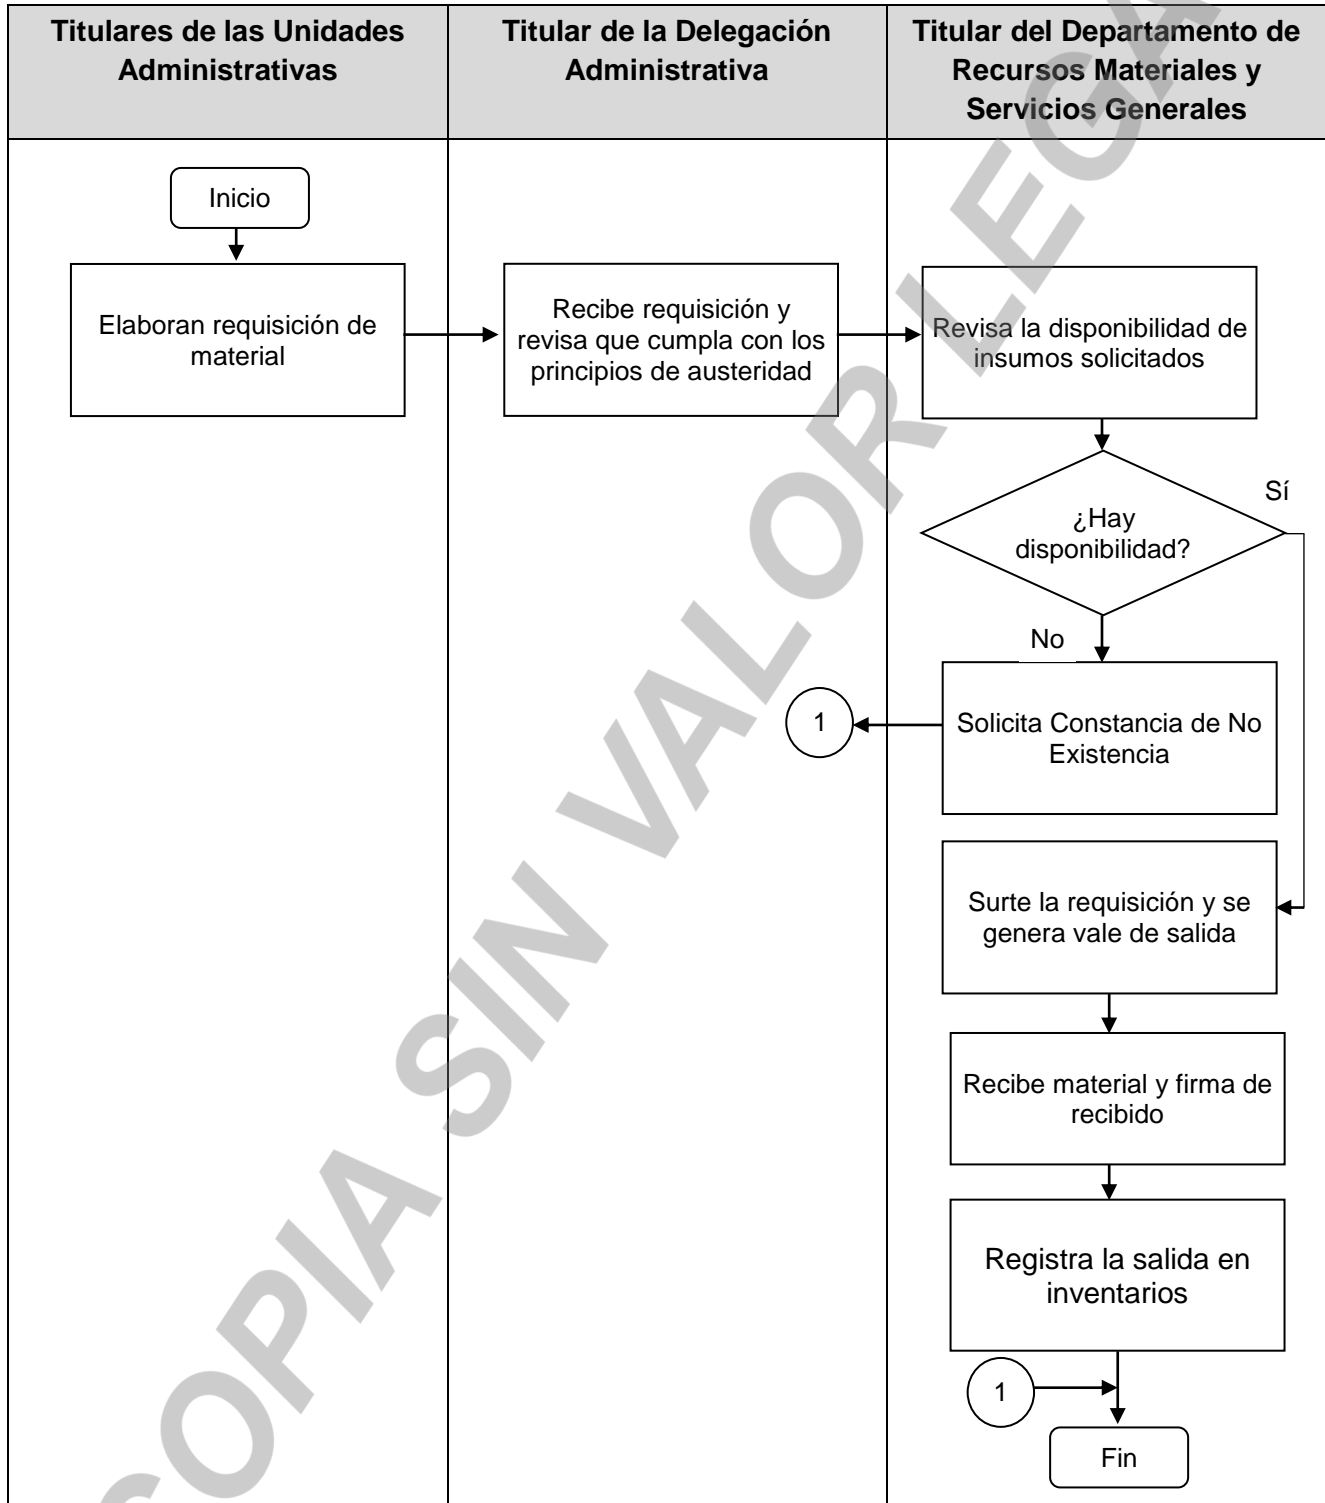 Titulares de las Unidades
Administrativas
Titular de la Delegación
Administrativa
Titular del Departamento de
Recursos Materiales y
Servicios Generales
Inicio
Elaboran requisición de
material
Recibe requisición y
revisa que cumpla con los
principios de austeridad
Revisa la disponibilidad de
insumos solicitados
¿Hay
disponibilidad?
Sí
No
Solicita Constancia de No
Existencia
1
Surte la requisición y se
genera vale de salida
Recibe material y firma de
recibido
Registra la salida en
inventarios
1
Fin
COPIA SIN VALOR LEGAL